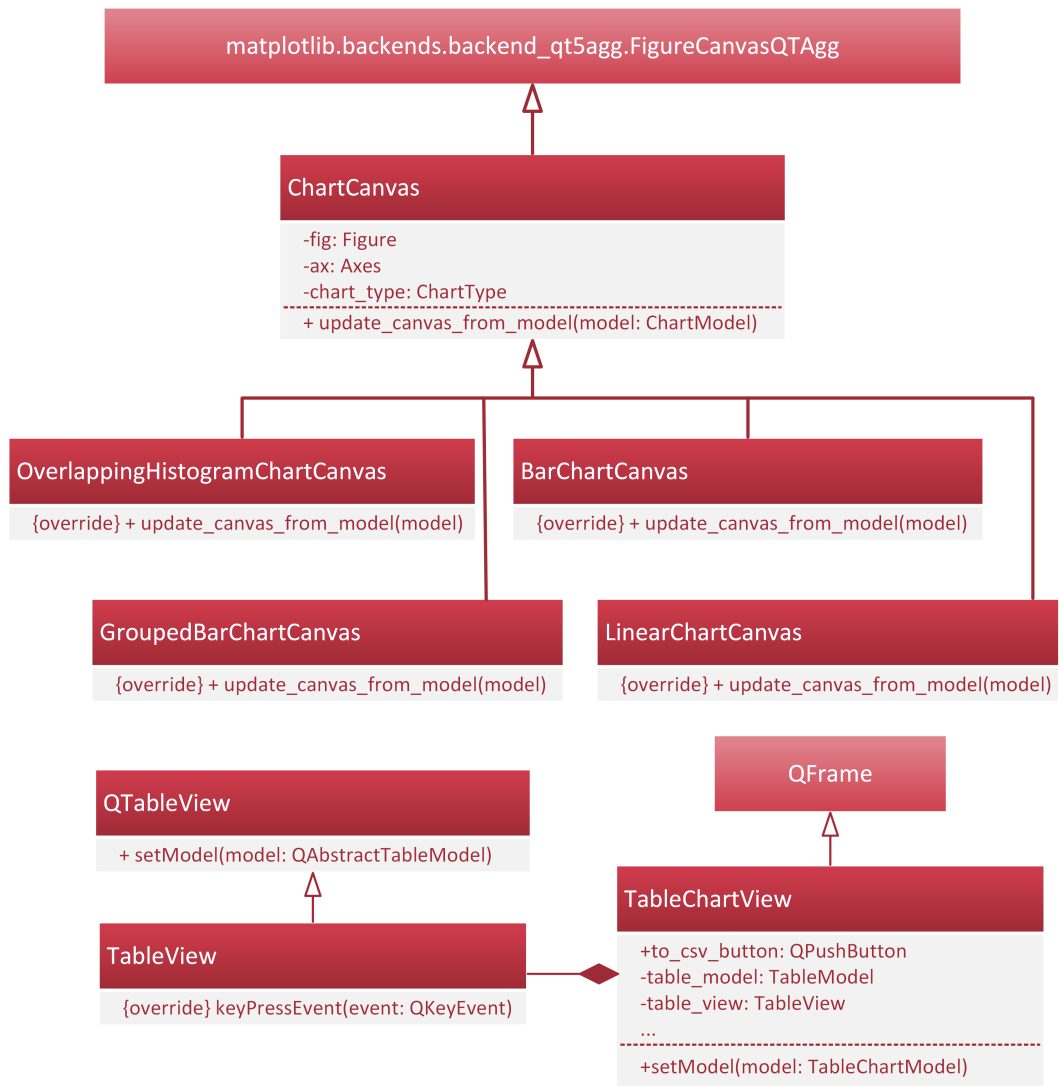 matplotlib.backends.backend_qt5agg.FigureCanvasQTAgg
ChartCanvas
-fig: Figure
-ax: Axes
-chart_type: ChartType
+ update_canvas_from_model(model: ChartModel)
OverlappingHistogramChartCanvas
{override} + update_canvas_from_model(model)
BarChartCanvas
{override} + update_canvas_from_model(model)
GroupedBarChartCanvas
{override} + update_canvas_from_model(model)
LinearChartCanvas
{override} + update_canvas_from_model(model)
QTableView
+ setModel(model: QAbstractTableModel)
TableView
{override} keyPressEvent(event: QKeyEvent)
QFrame
TableChartView
+to_csv_button: QPushButton
-table_model: TableModel
-table_view: TableView
...
+setModel(model: TableChartModel)